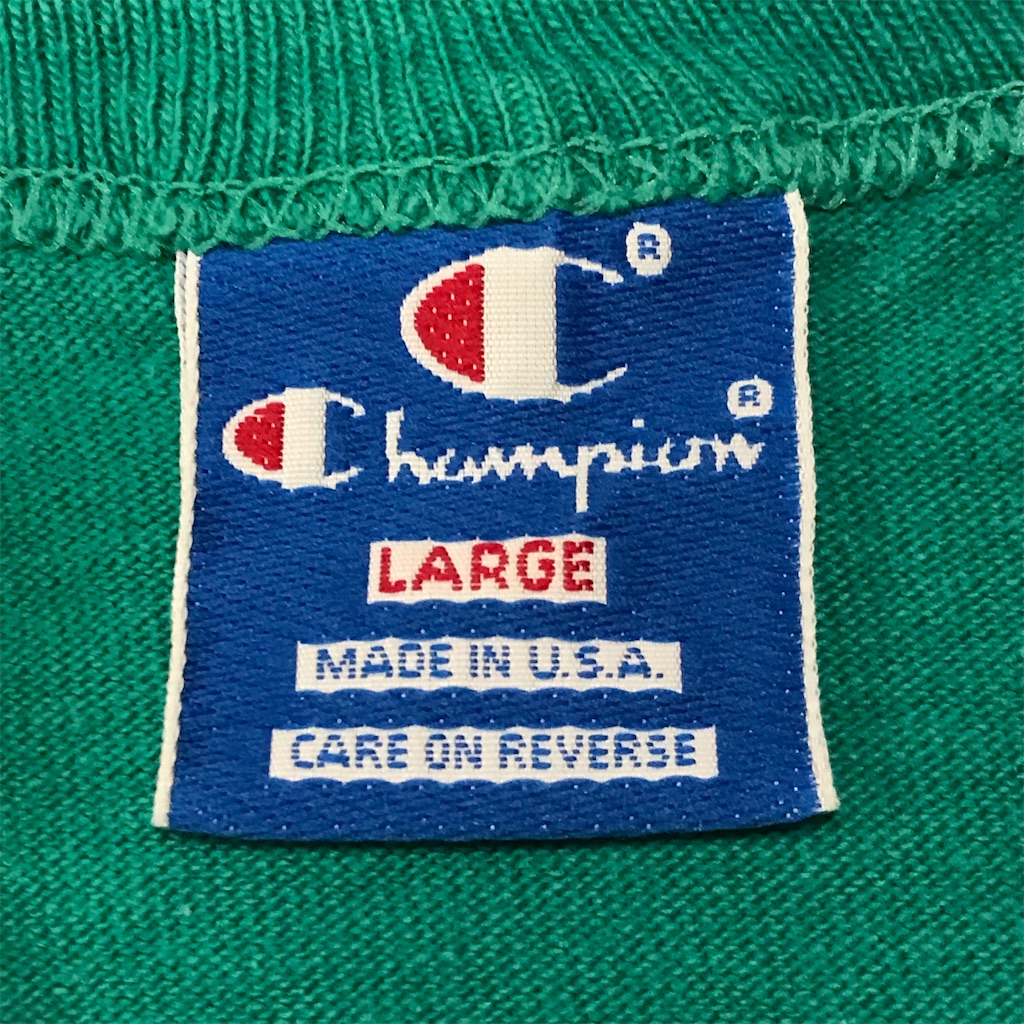 C®
Champion®
LARGE
MADE IN U.S.A.
CARE ON REVERSE